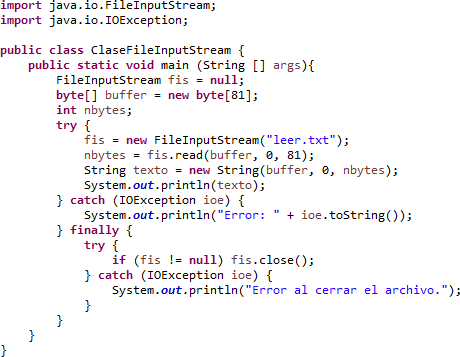 import java.io.FileInputStream;
import java.io.IOException;

public class ClaseFileInputStream {
    public static void main (String [] args){
        FileInputStream fis = null;
        byte[] buffer = new byte[81];
        int nbytes;
        try {
            fis = new FileInputStream("leer.txt");
            nbytes = fis.read(buffer, 0, 81);
            String texto = new String(buffer, 0, nbytes);
            System.out.println(texto);
        } catch (IOException ioe) {
            System.out.println("Error: " + ioe.toString());
        } finally {
            try {
                if (fis != null) fis.close();
            } catch (IOException ioe) {
                System.out.println("Error al cerrar el archivo.");
            }
        }
    }
}